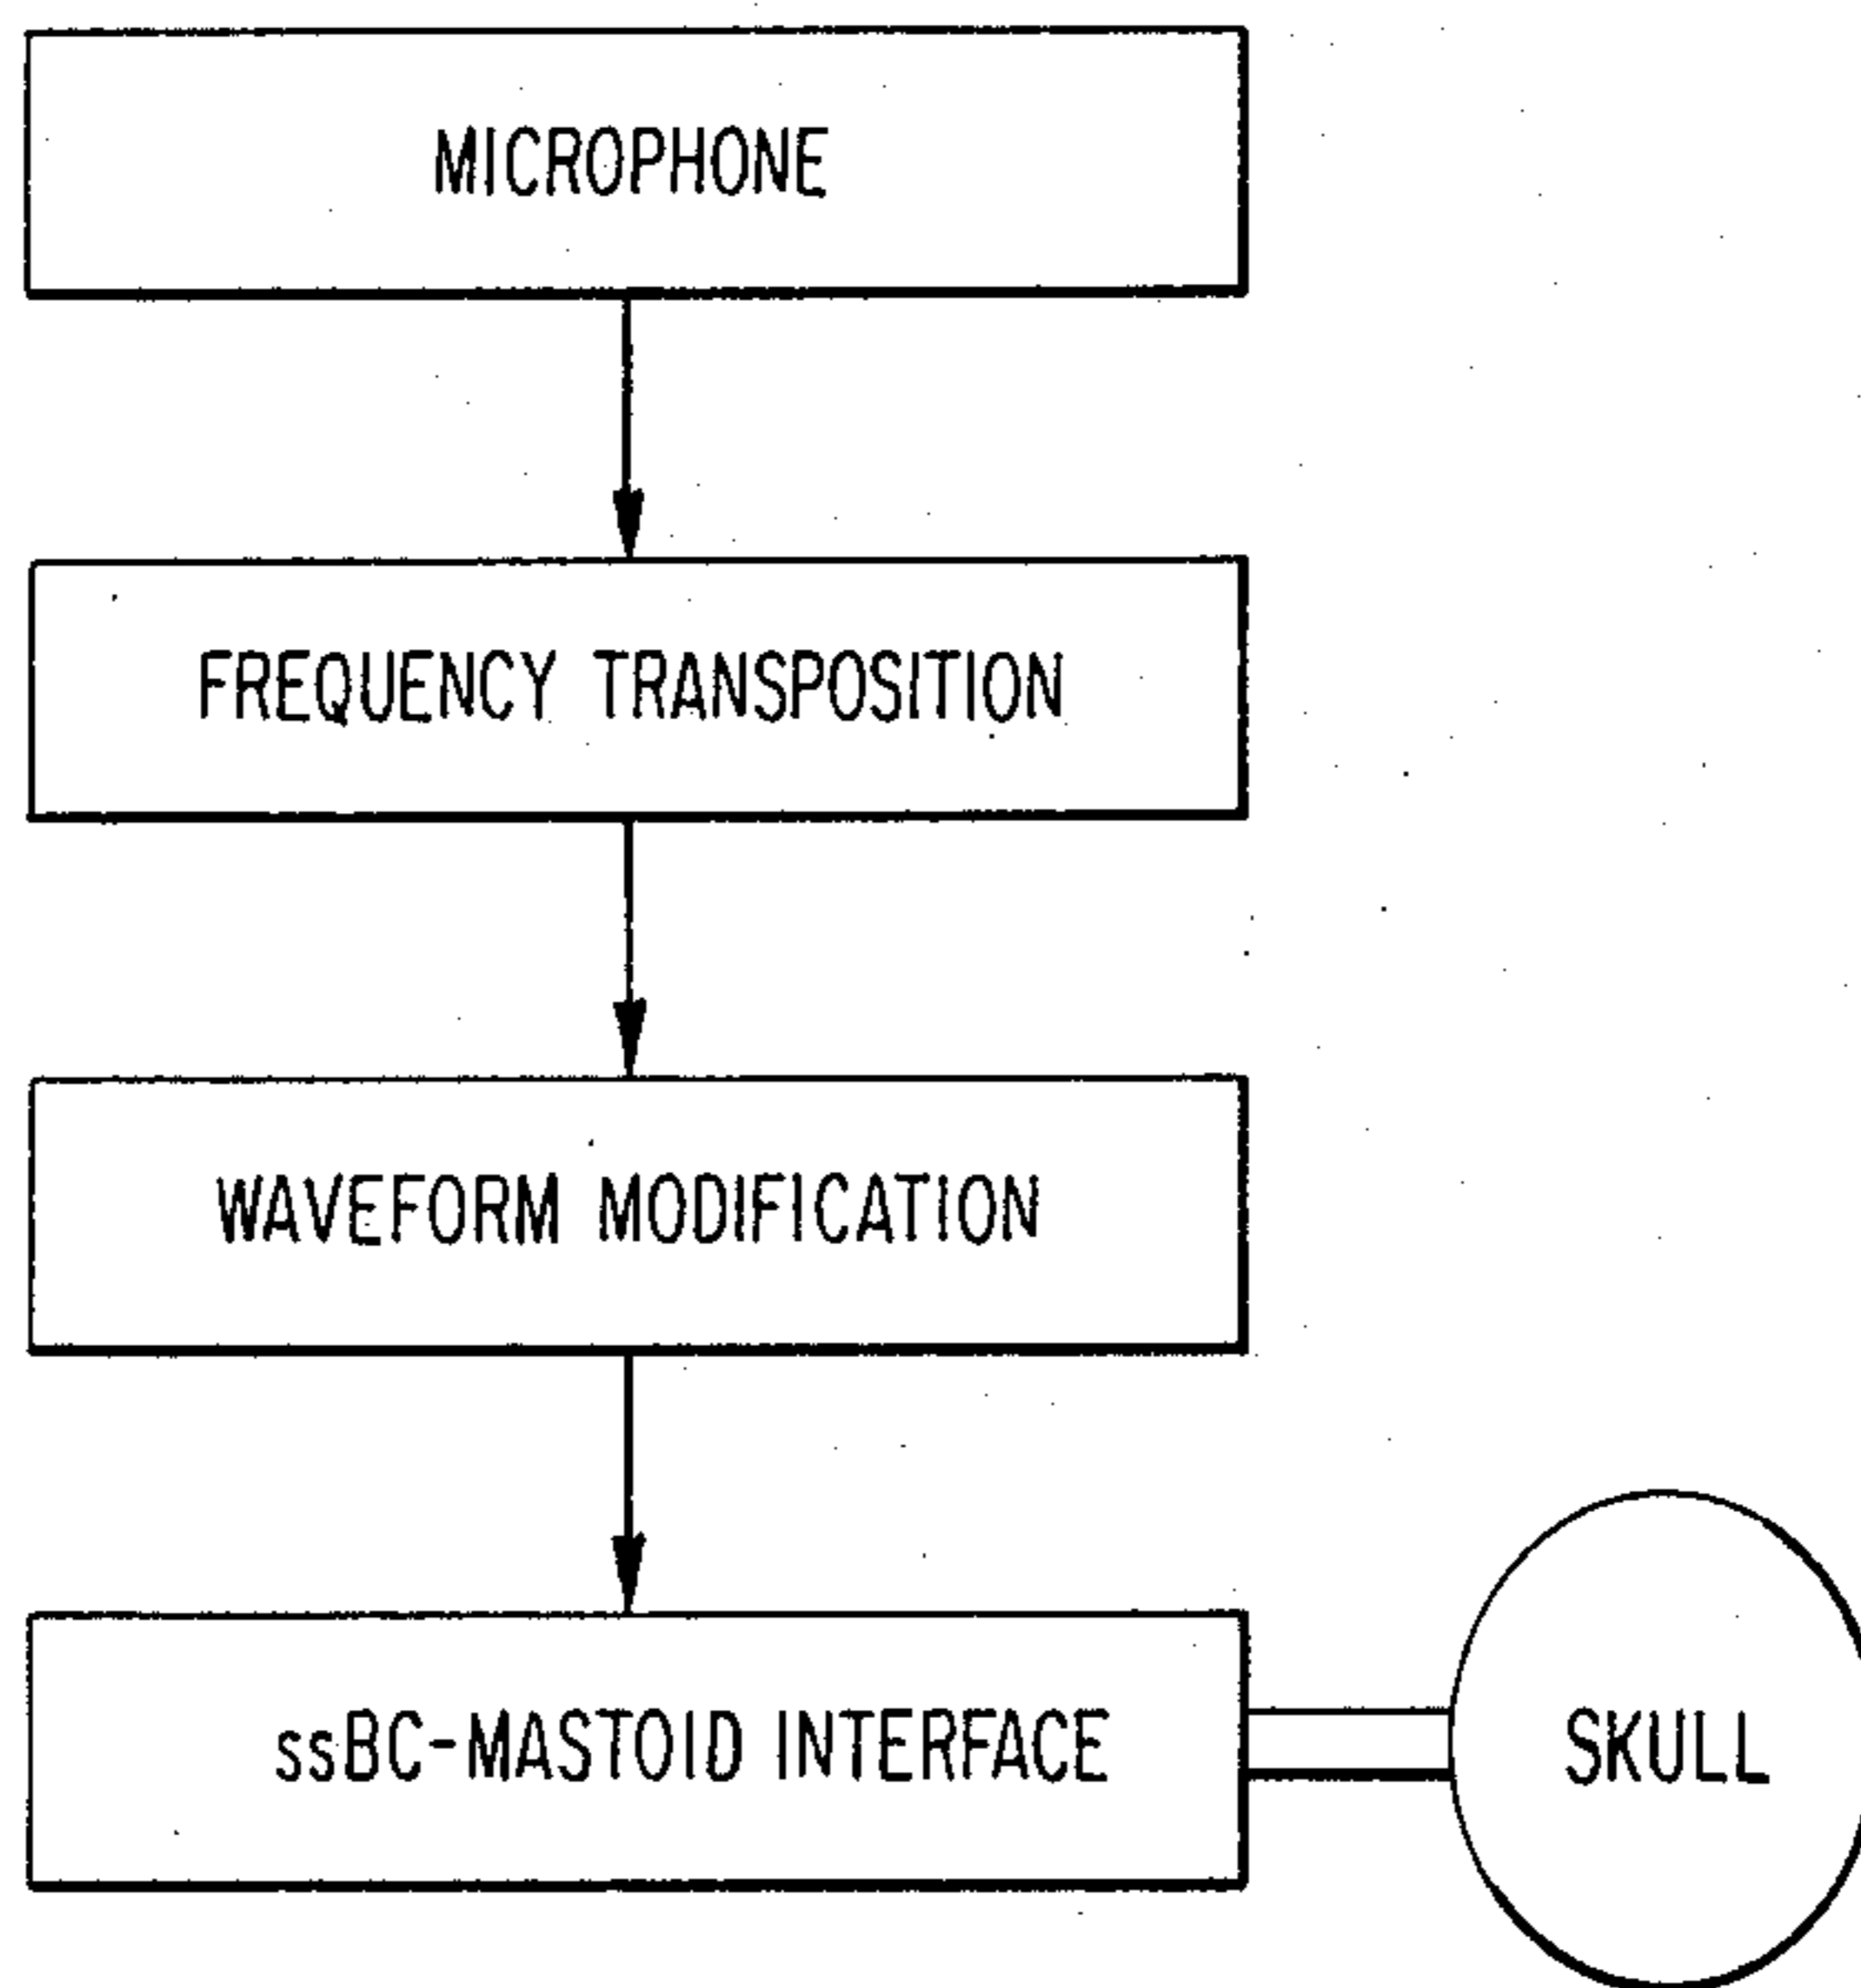 MICROPHONE
FREQUENCY TRANSPOSITION
WAVEFORM MODIFICATION
ssBC-MASTOID INTERFACE
SKULL